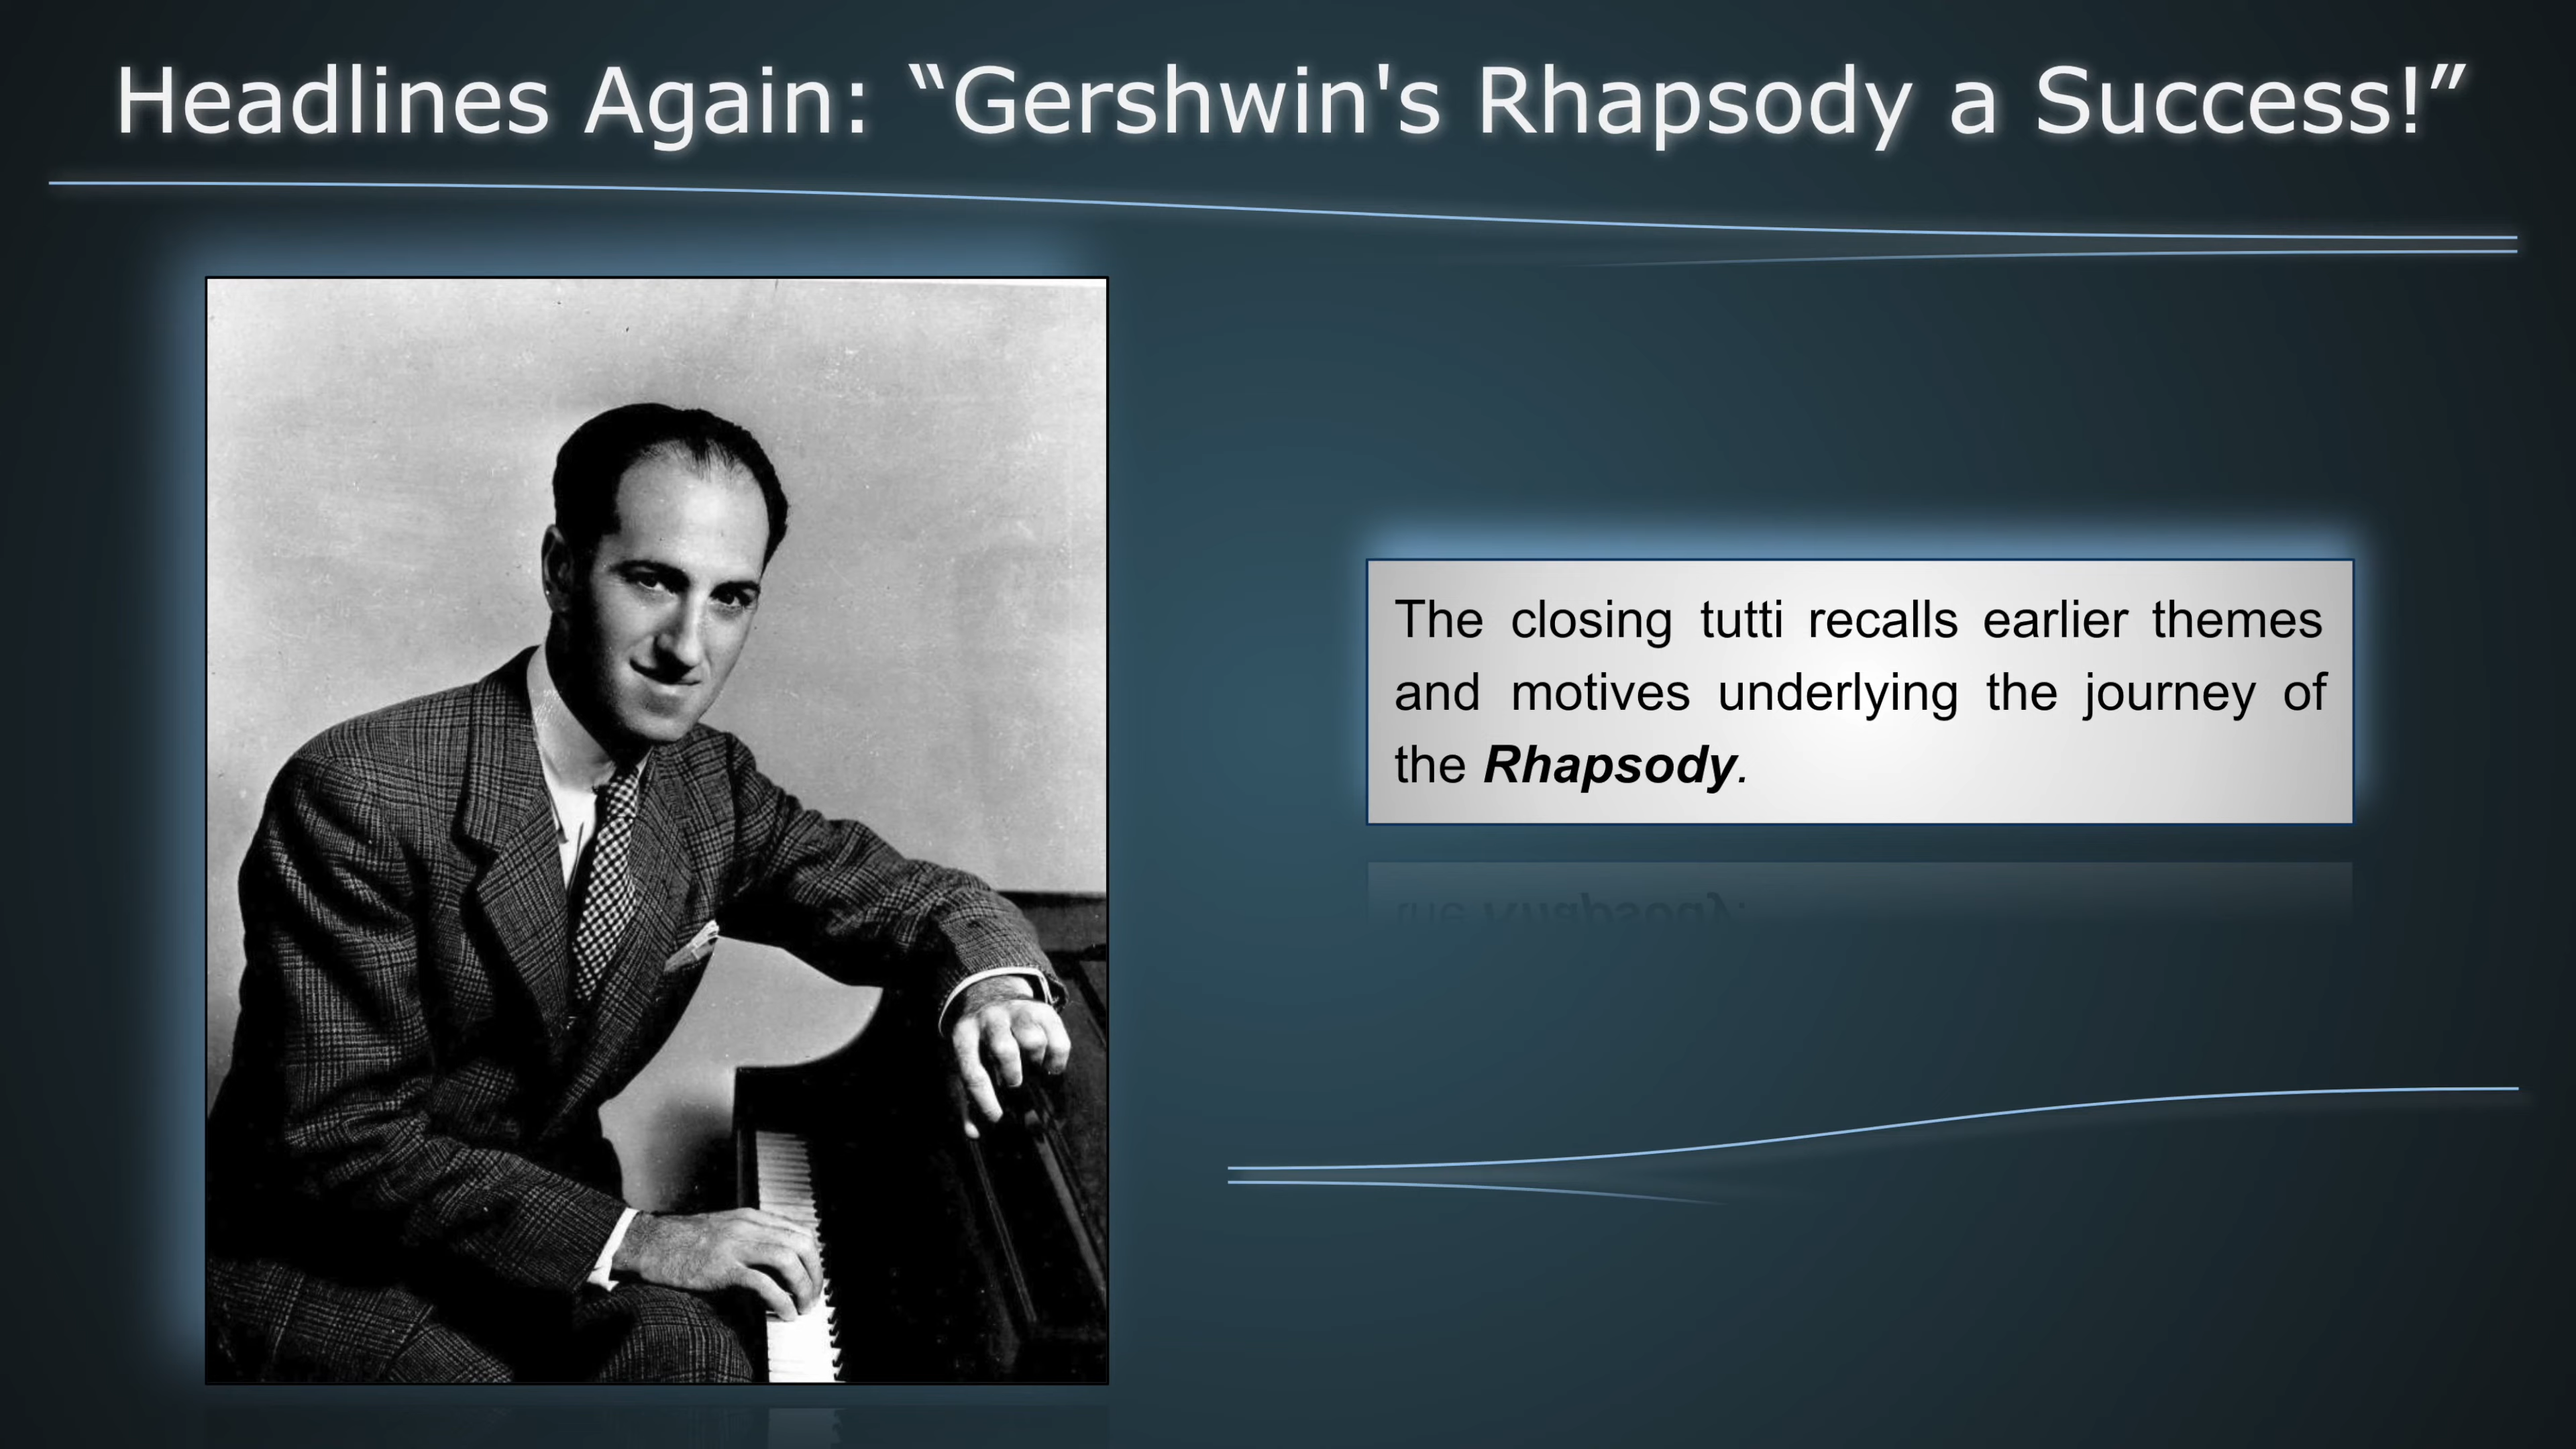 Headlines Again: “Gershwin's Rhapsody a Success!”
The closing tutti recalls earlier themes
and motives underlying the journey of
the Rhapsody.